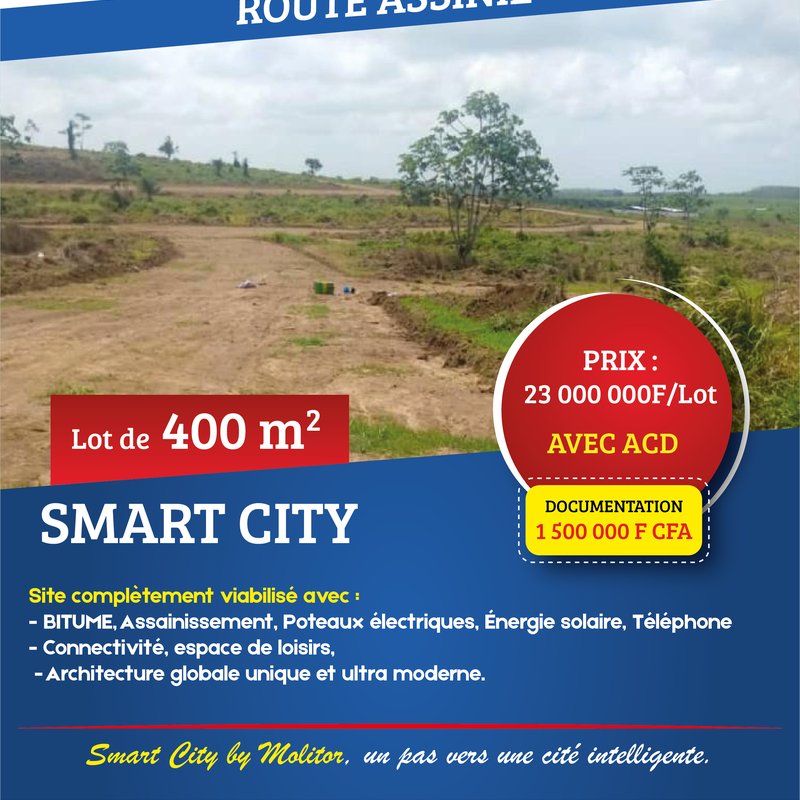 ROUTE ASSINIE
Lot de 400 m²
PRIX :
23 000 000F/Lot
AVEC ACD
DOCUMENTATION
1 500 000 F CFA
SMART CITY
Site complètement viabilisé avec :
- BITUME, Assainissement, Poteaux électriques, Énergie solaire, Téléphone
- Connectivité, espace de loisirs,
- Architecture globale unique et ultra moderne.
Smart City by Molitor, un pas vers une cité intelligente.